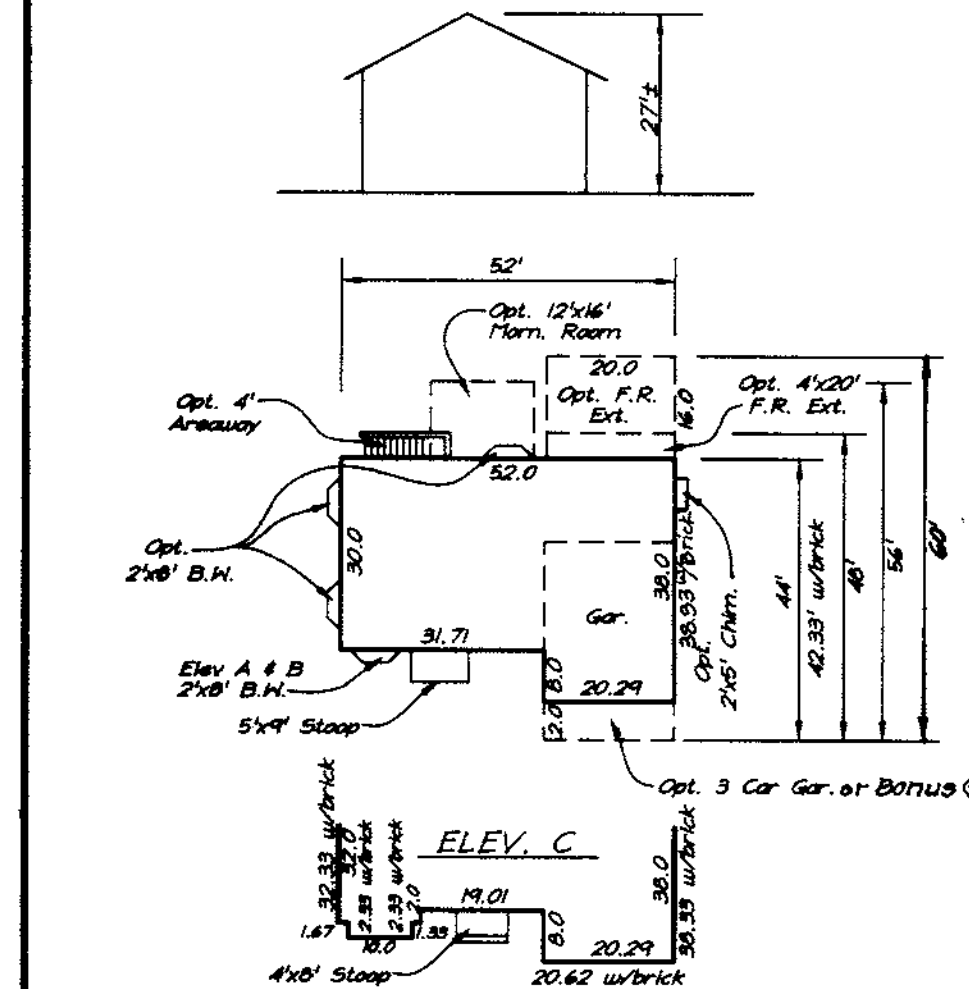 27'±
52'
Opt. 12'x16'
Morn. Room
20.0
Opt. F.R.
Ext.
16.0
Opt. 4'x20'
F.R. Ext.
Opt. 4'
Areaway
52.0
Opt.
2'x8' B.W.
30.0
38.0
38.33 w/brick
Opt.
2'x5' Chim.
44'
42.33' w/brick
48'
56'
60'
Gar.
31.71
Elev A & B
2'x8' B.W.
5'x9' Stoop
8.0
20.29
Opt. 3 Car Gar. or Bonus
ELEV. C
32.33 w/brick
32.0
2.33 w/brick
2.33 w/brick
2.0
19.01
1.67
10.0
1.33
8.0
38.0
38.33 w/brick
4'x8' Stoop
20.29
20.62 w/brick